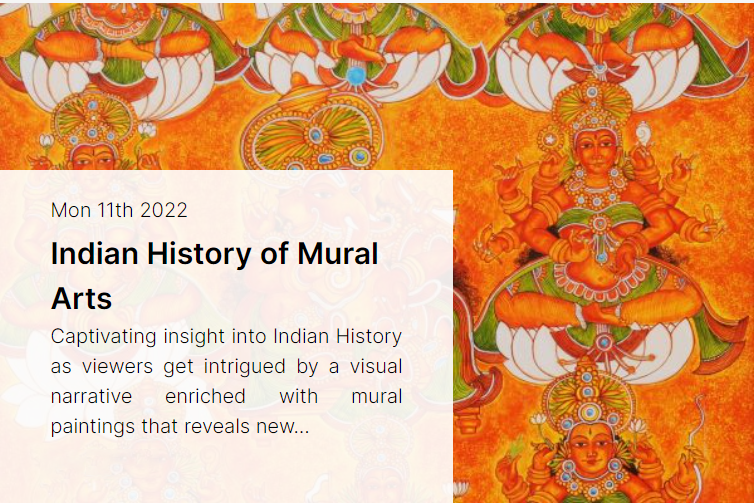 Mon 11th 2022
Indian History of Mural
Arts
Captivating insight into Indian History
as viewers get intrigued by a visual
narrative enriched with mural
paintings that reveals new...